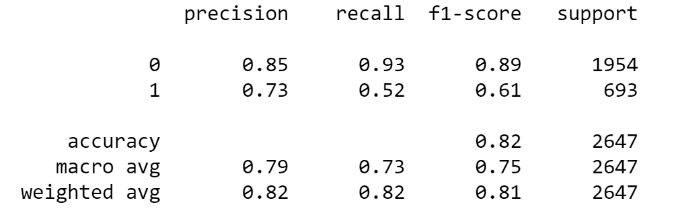 precision recall f1-score support
0 0.85 0.93 0.89 1954
1 0.73 0.52 0.61 693
accuracy 0.82 2647
macro avg 0.79 0.73 0.75 2647
weighted avg 0.82 0.82 0.81 2647